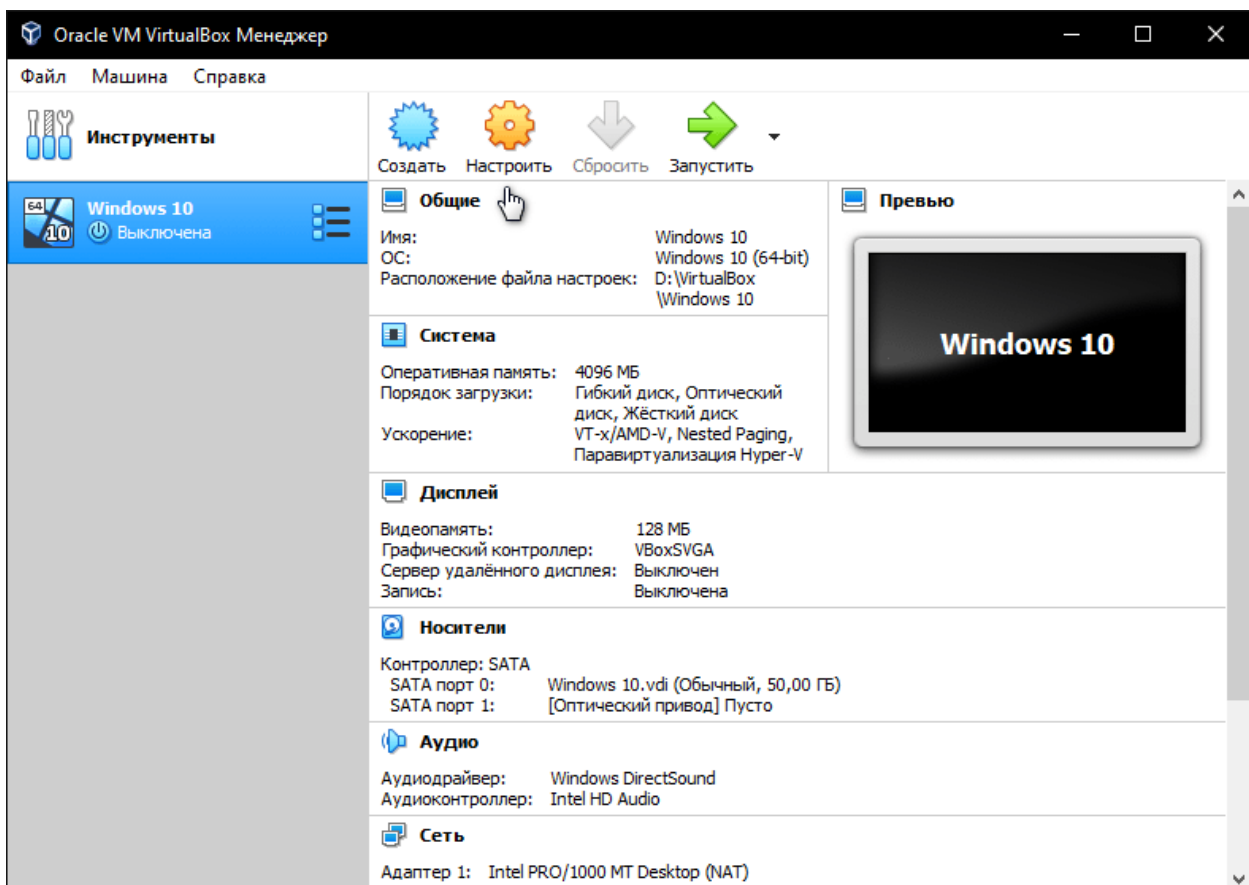 Oracle VM VirtualBox Менеджер
Файл Машина Справка
Инструменты
Создать Настроить Сбросить Запустить
64
10
Windows 10
Выключена
Общие
Имя: Windows 10
ОС: Windows 10 (64-bit)
Расположение файла настроек: D:\VirtualBox
\Windows 10
Превью
Windows 10
Система
Оперативная память: 4096 МБ
Порядок загрузки: Гибкий диск, Оптический
диск, Жёсткий диск
Ускорение: VT-x/AMD-V, Nested Paging,
Паравиртуализация Hyper-V
Дисплей
Видеопамять: 128 МБ
Графический контроллер: VBoxSVGA
Сервер удалённого дисплея: Выключен
Запись: Выключена
Носители
Контроллер: SATA
SATA порт 0: Windows 10.vdi (Обычный, 50,00 ГБ)
SATA порт 1: [Оптический привод] Пусто
Аудио
Аудиодрайвер: Windows DirectSound
Аудиоконтроллер: Intel HD Audio
Сеть
Адаптер 1: Intel PRO/1000 MT Desktop (NAT)